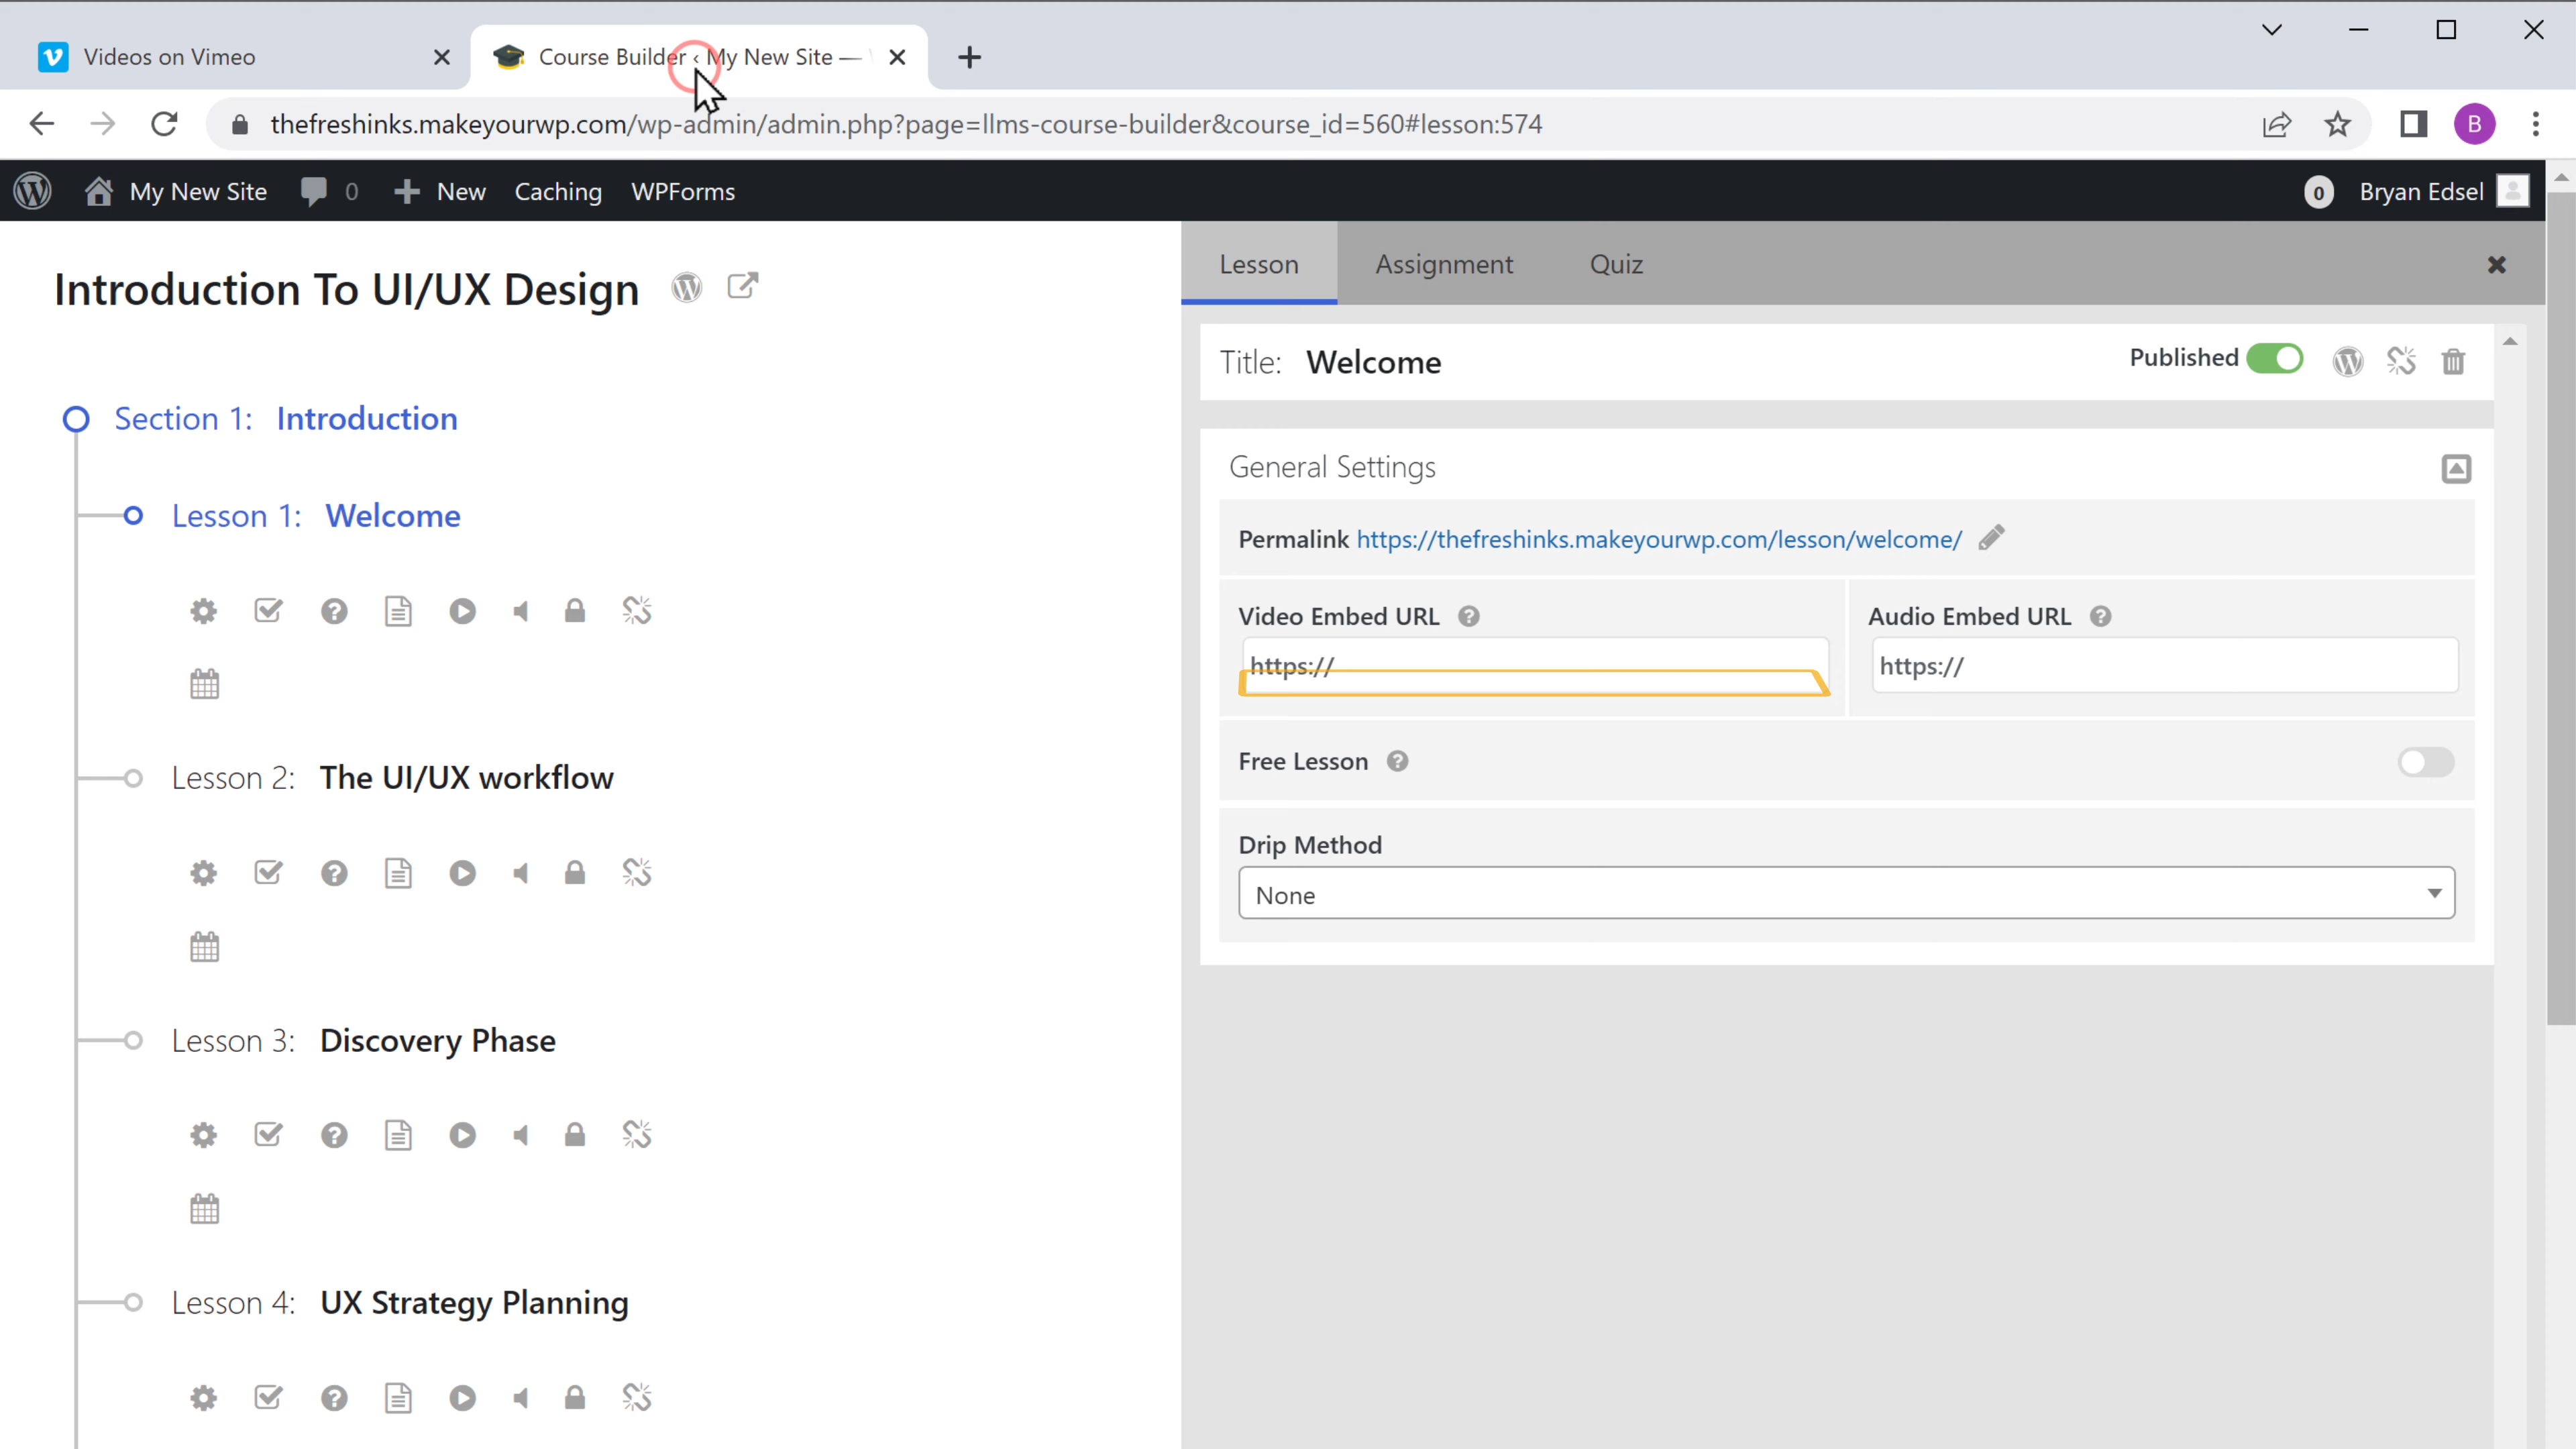 Videos on Vimeo
Course Builder ‹ My New Site —
thefreshinks.makeyourwp.com/wp-admin/admin.php?page=llms-course-builder&course_id=560#lesson:574
B
My New Site
0
New
Caching
WPForms
0
Bryan Edsel
Introduction To UI/UX Design
Section 1: Introduction
Lesson 1: Welcome
Lesson 2: The UI/UX workflow
Lesson 3: Discovery Phase
Lesson 4: UX Strategy Planning
Lesson
Assignment
Quiz
Title: Welcome
Published
General Settings
Permalink https://thefreshinks.makeyourwp.com/lesson/welcome/
Video Embed URL
https://
Audio Embed URL
https://
Free Lesson
Drip Method
None